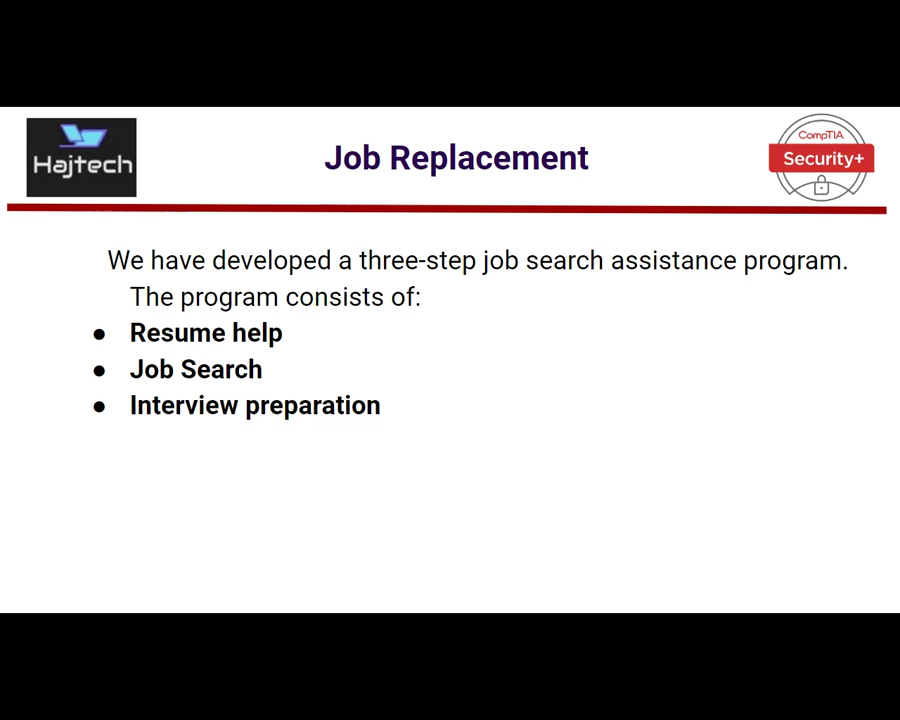 Hajtech
Job Replacement
CompTIA.
Security+
We have developed a three-step job search assistance program.
The program consists of:
● Resume help
● Job Search
● Interview preparation